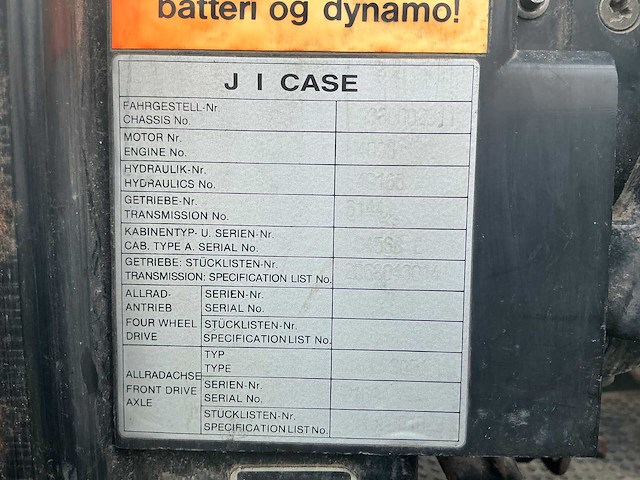 batteri og dynamo!
J I CASE
FAHRGESTELL-Nr.
CHASSIS No.
MOTOR Nr.
ENGINE No.
HYDRAULIK-Nr.
HYDRAULICS No.
GETRIEBE-Nr.
TRANSMISSION No.
KABINENTYP- U. SERIEN-Nr.
CAB. TYPE A. SERIAL No.
GETRIEBE: STÜCKLISTEN-Nr.
TRANSMISSION: SPECIFICATION LIST No.
ALLRAD-
ANTRIEB
FOUR WHEEL
DRIVE
SERIEN-Nr.
SERIAL No.
STÜCKLISTEN-Nr.
SPECIFICATION LIST No.
ALLRADACHSE
FRONT DRIVE
AXLE
TYP
TYPE
SERIEN-Nr.
SERIAL No.
STÜCKLISTEN-Nr.
SPECIFICATION LIST No.